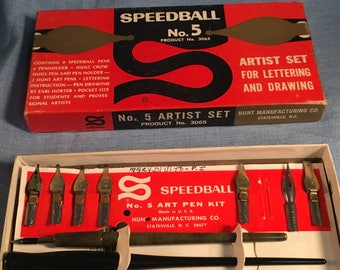 SPEEDBALL
No. 5
PRODUCT No. 3065
ARTIST SET
FOR LETTERING
AND DRAWING
• CONTAINS 6 SPEEDBALL PENS
& PENHOLDER • HUNT CROW-
QUILL PEN AND PEN HOLDER -
2 HUNT ART PENS • LETTERING
INSTRUCTION - PEN DRAWING
BY EARL HORTER • POCKET SIZE
FOR STUDENTS AND PROFES-
SIONAL ARTISTS
No. 5 ARTIST SET
PRODUCT No. 3065
HUNT MANUFACTURING CO.
STATESVILLE, N.C.
SPEEDBALL
No. 5 ART PEN KIT
Made in U.S.A.
HUNT MANUFACTURING CO.
STATESVILLE, N. C. 28677